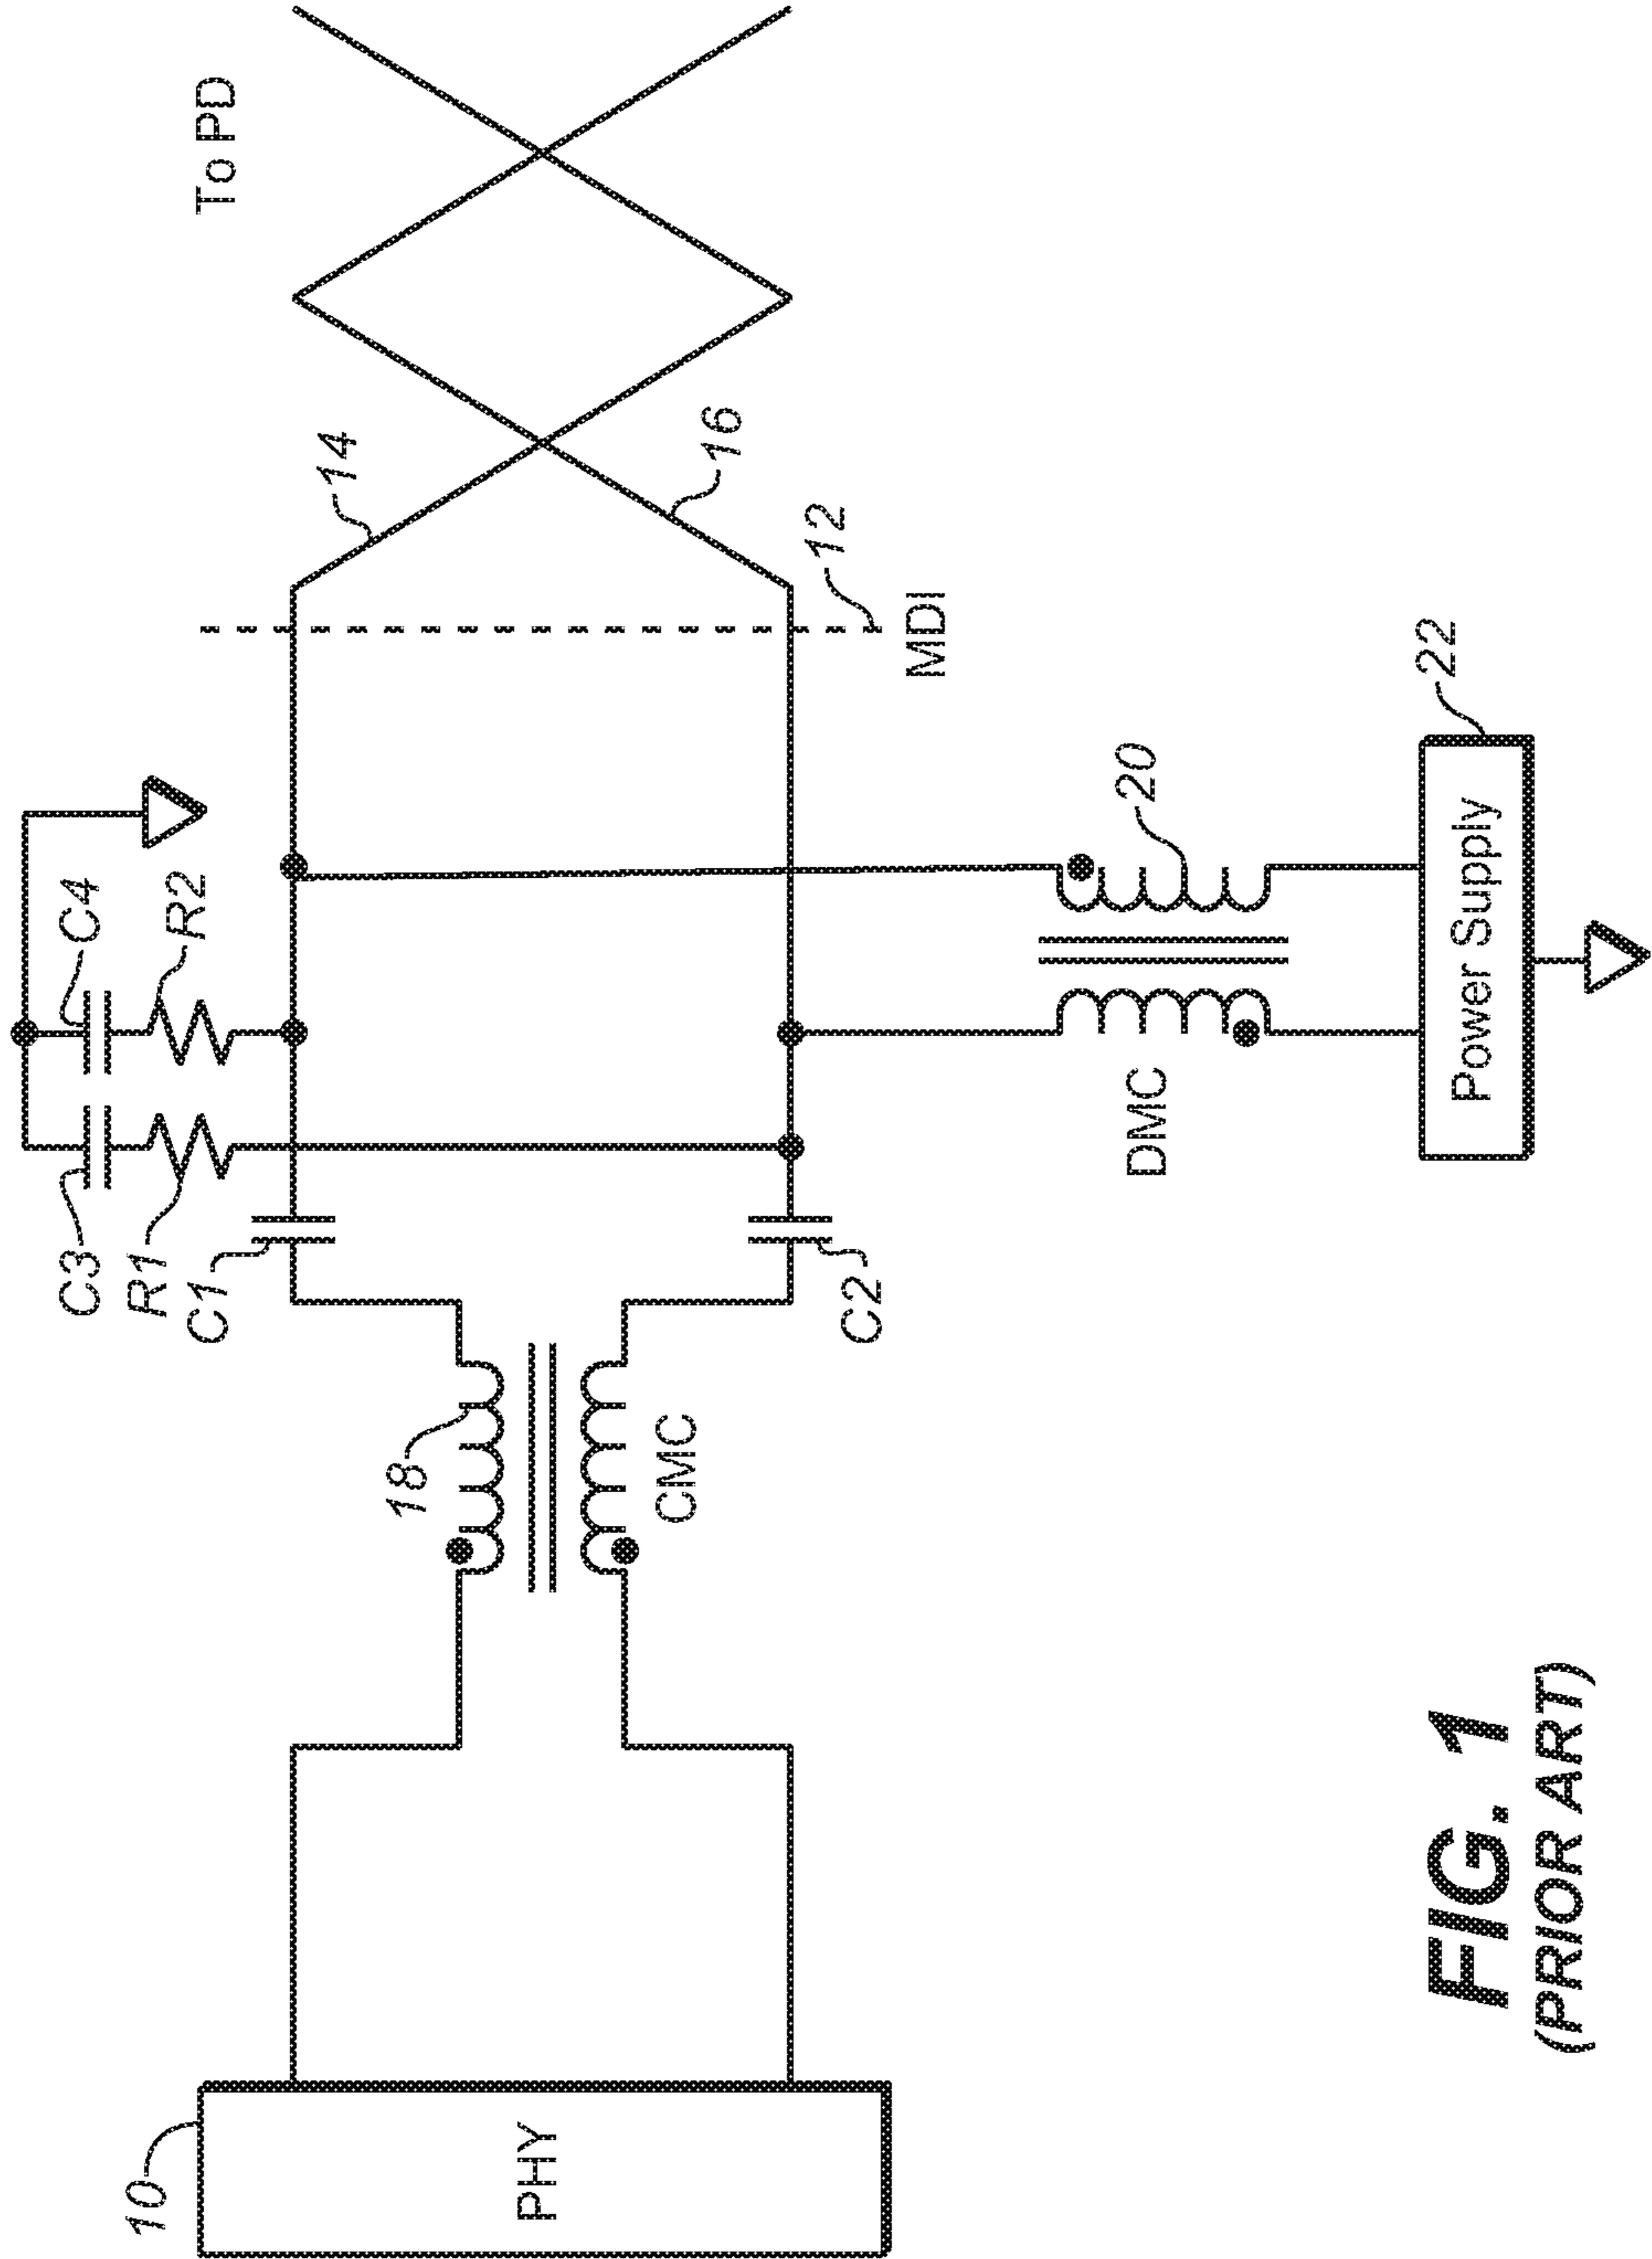 C3
C4
R1
R2
C1
To PD
14
18
CMC
16
10
PHY
C2
12
MDI
DMC
20
22
Power Supply
FIG. 1
(PRIOR ART)